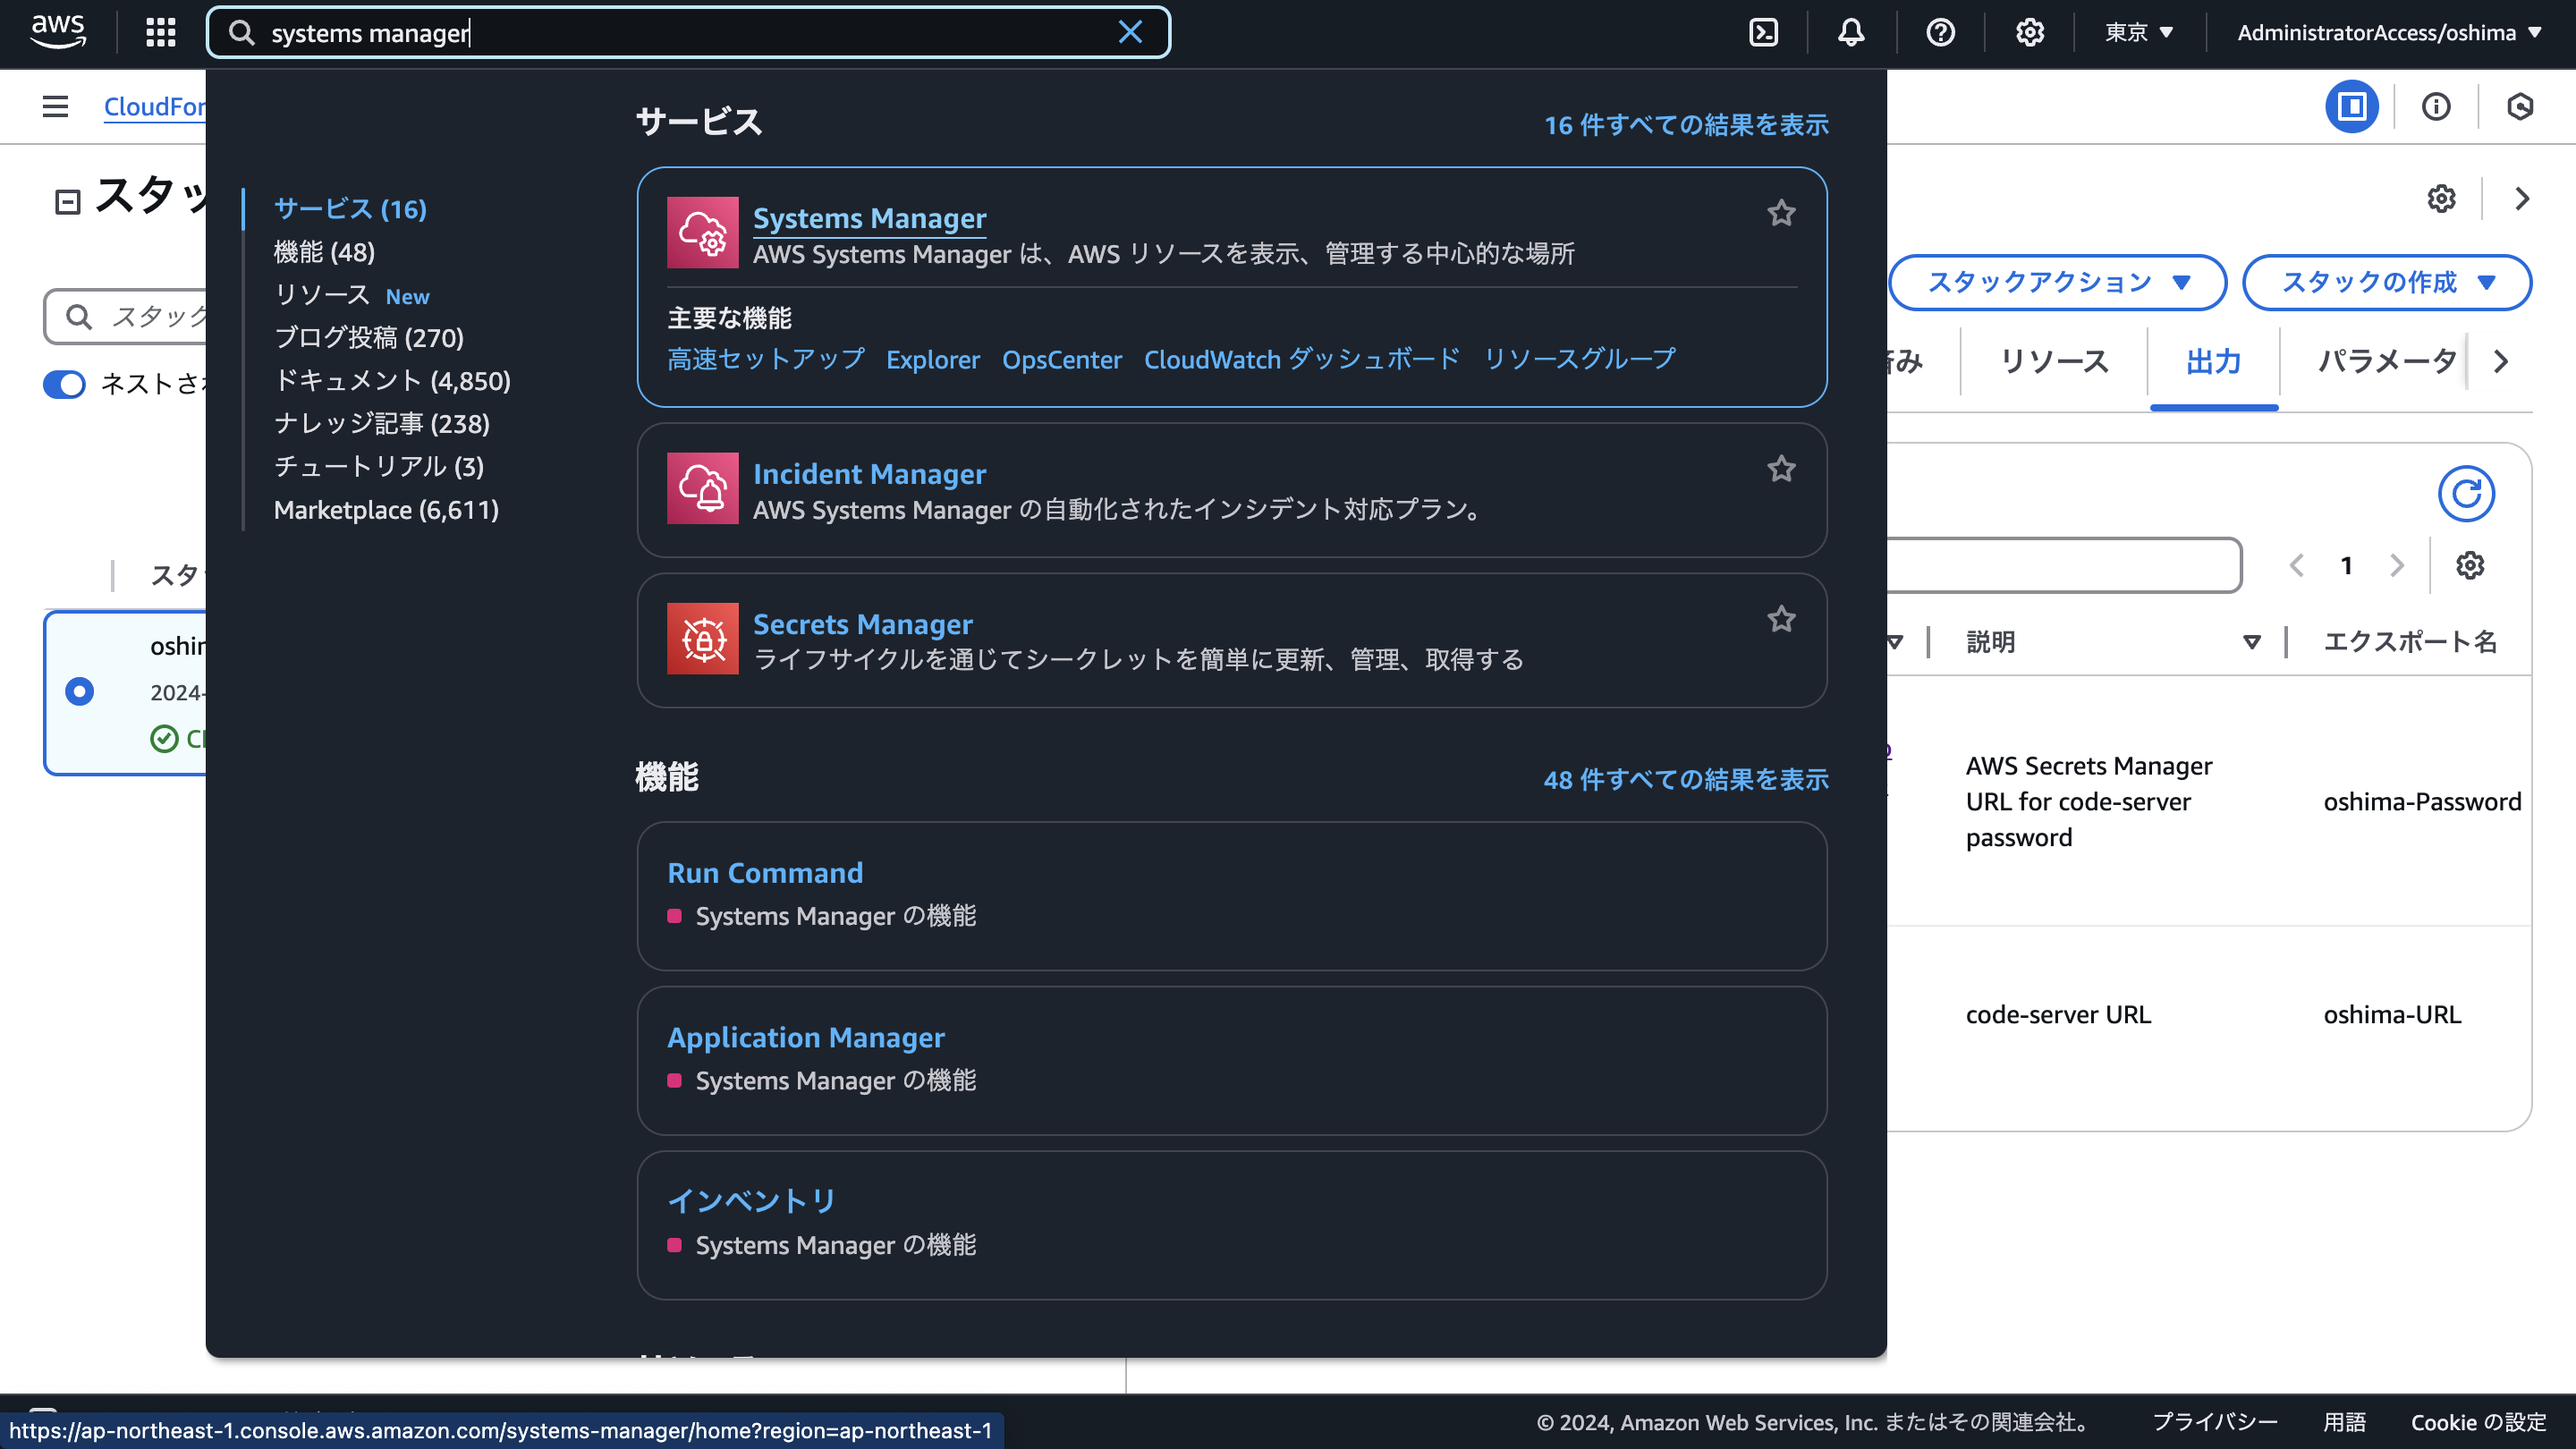 aws
systems manager
東京 ▼
AdministratorAccess/oshima ▼
CloudFor
スタッ
スタック
ネストさ
スタ
oshi
2024-
サービス (16)
機能 (48)
リソース New
ブログ投稿 (270)
ドキュメント (4,850)
ナレッジ記事 (238)
チュートリアル (3)
Marketplace (6,611)
サービス
16 件すべての結果を表示
Systems Manager
AWS Systems Manager は、AWS リソースを表示、管理する中心的な場所
主要な機能
高速セットアップ Explorer OpsCenter CloudWatch ダッシュボード リソースグループ
Incident Manager
AWS Systems Manager の自動化されたインシデント対応プラン。
Secrets Manager
ライフサイクルを通じてシークレットを簡単に更新、管理、取得する
機能
48 件すべての結果を表示
Run Command
Systems Manager の機能
Application Manager
Systems Manager の機能
インベントリ
Systems Manager の機能
スタックアクション ▼
スタックの作成 ▼
み
リソース
出力
パラメータ
1
説明
エクスポート名
AWS Secrets Manager
URL for code-server
password
oshima-Password
code-server URL
oshima-URL
https://ap-northeast-1.console.aws.amazon.com/systems-manager/home?region=ap-northeast-1
© 2024, Amazon Web Services, Inc. またはその関連会社。
プライバシー
用語
Cookie の設定